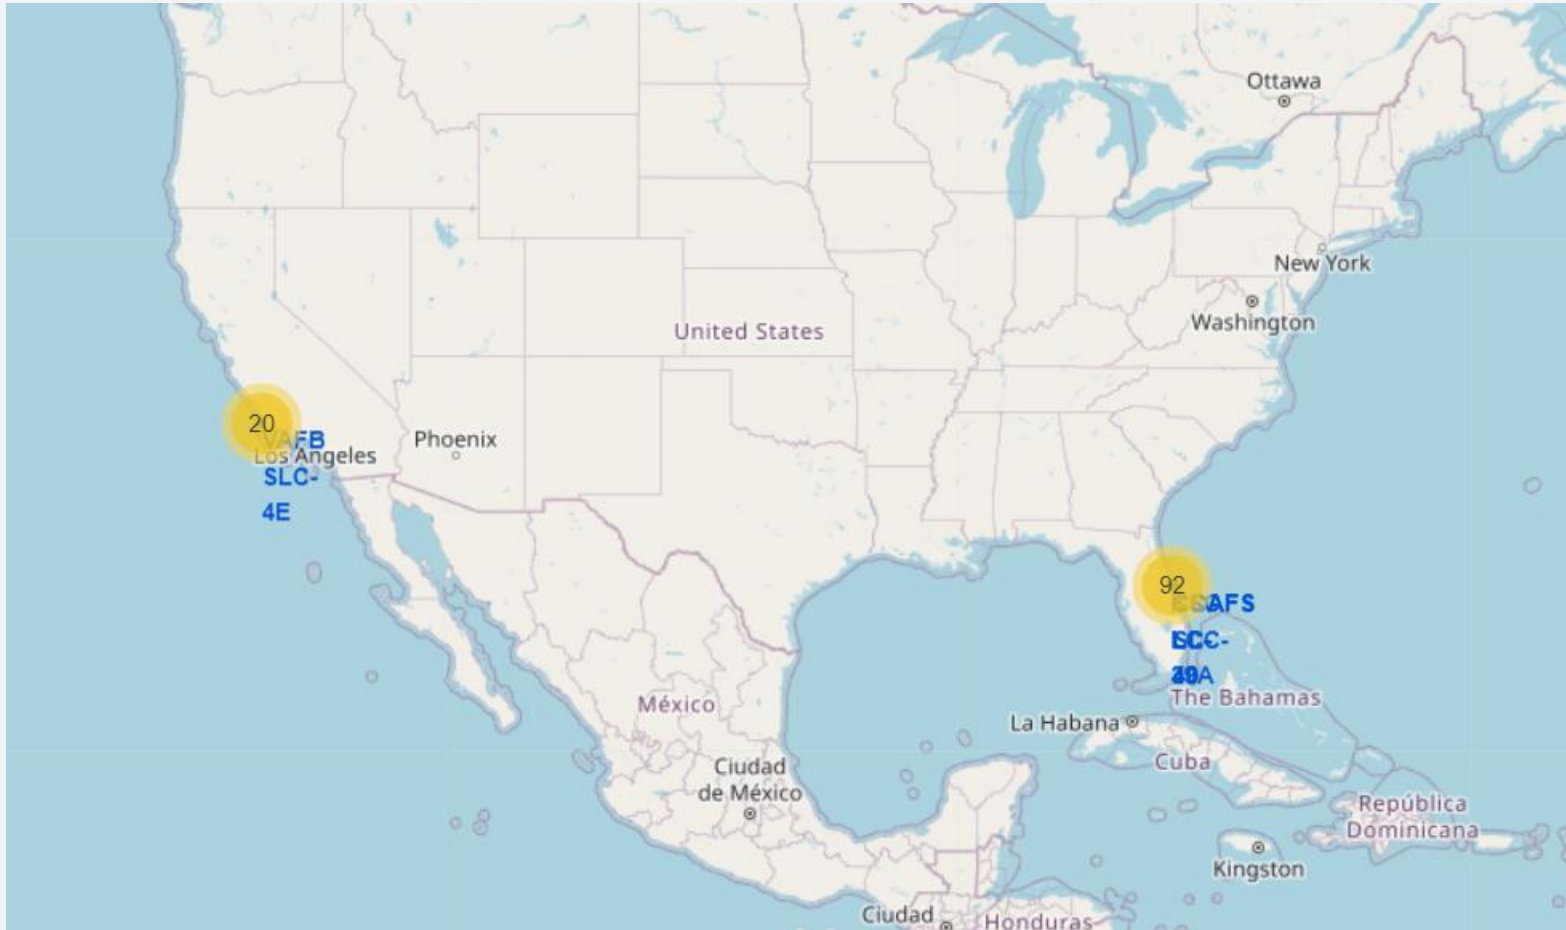 Ottawa
New York
Washington
United States
20
VAFB
Los Angeles
SLC-
4E
Phoenix
92
The Bahamas
La Habana
México
Cuba
Ciudad
de México
República
Dominicana
Kingston
Ciudad
Honduras